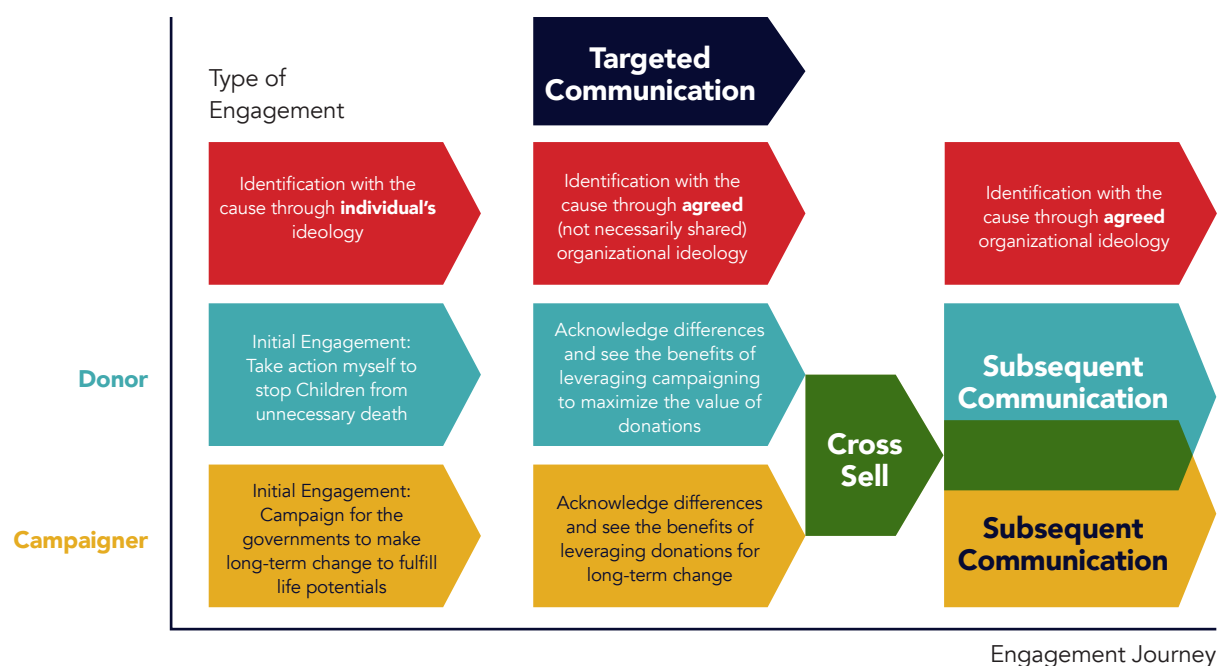 Type of
Engagement
Targeted
Communication
Identification with the
cause through individual's
ideology
Identification with the
cause through agreed
(not necessarily shared)
organizational ideology
Identification with the
cause through agreed
organizational ideology
Donor
Initial Engagement:
Take action myself to
stop Children from
unnecessary death
Acknowledge differences
and see the benefits of
leveraging campaigning
to maximize the value of
donations
Cross
Sell
Subsequent
Communication
Campaigner
Initial Engagement:
Campaign for the
governments to make
long-term change to fulfill
life potentials
Acknowledge differences
and see the benefits of
leveraging donations for
long-term change
Subsequent
Communication
Engagement Journey